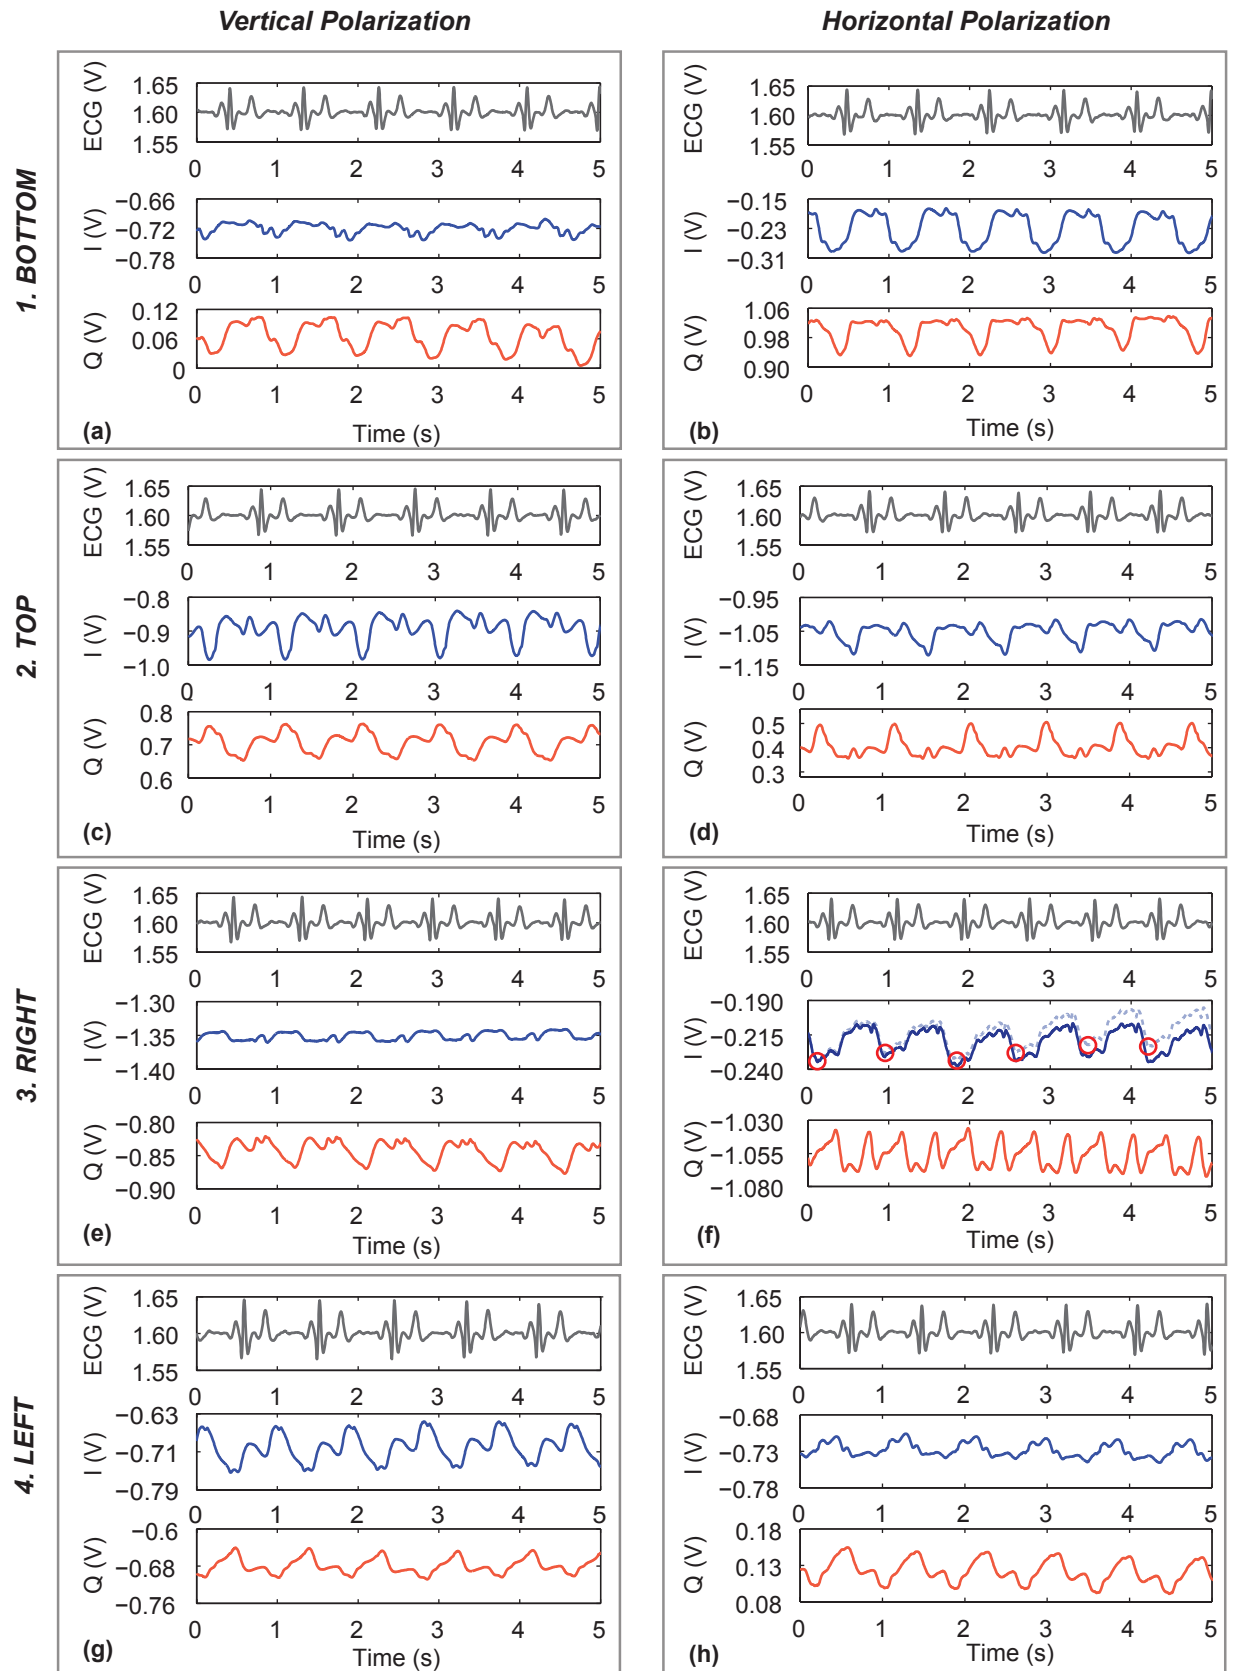 Vertical Polarization
Horizontal Polarization
1. BOTTOM
ECG (V)
1.65
1.60
1.55
0 1 2 3 4 5
I (V)
−0.66
−0.72
−0.78
0 1 2 3 4 5
Q (V)
0.12
0.06
0
0 1 2 3 4 5
(a)
Time (s)
ECG (V)
1.65
1.60
1.55
0 1 2 3 4 5
I (V)
−0.15
−0.23
−0.31
0 1 2 3 4 5
Q (V)
1.06
0.98
0.90
0 1 2 3 4 5
(b)
Time (s)
2. TOP
ECG (V)
1.65
1.60
1.55
0 1 2 3 4 5
I (V)
−0.8
−0.9
−1.0
0 1 2 3 4 5
Q (V)
0.8
0.7
0.6
0 1 2 3 4 5
(c)
Time (s)
ECG (V)
1.65
1.60
1.55
0 1 2 3 4 5
I (V)
−0.95
−1.05
−1.15
0 1 2 3 4 5
Q (V)
0.5
0.4
0.3
0 1 2 3 4 5
(d)
Time (s)
3. RIGHT
ECG (V)
1.65
1.60
1.55
0 1 2 3 4 5
I (V)
−1.30
−1.35
−1.40
0 1 2 3 4 5
Q (V)
−0.80
−0.85
−0.90
0 1 2 3 4 5
(e)
Time (s)
ECG (V)
1.65
1.60
1.55
0 1 2 3 4 5
I (V)
−0.190
−0.215
−0.240
0 1 2 3 4 5
Q (V)
−1.030
−1.055
−1.080
0 1 2 3 4 5
(f)
Time (s)
4. LEFT
ECG (V)
1.65
1.60
1.55
0 1 2 3 4 5
I (V)
−0.63
−0.71
−0.79
0 1 2 3 4 5
Q (V)
−0.6
−0.68
−0.76
0 1 2 3 4 5
(g)
Time (s)
ECG (V)
1.65
1.60
1.55
0 1 2 3 4 5
I (V)
−0.68
−0.73
−0.78
0 1 2 3 4 5
Q (V)
0.18
0.13
0.08
0 1 2 3 4 5
(h)
Time (s)